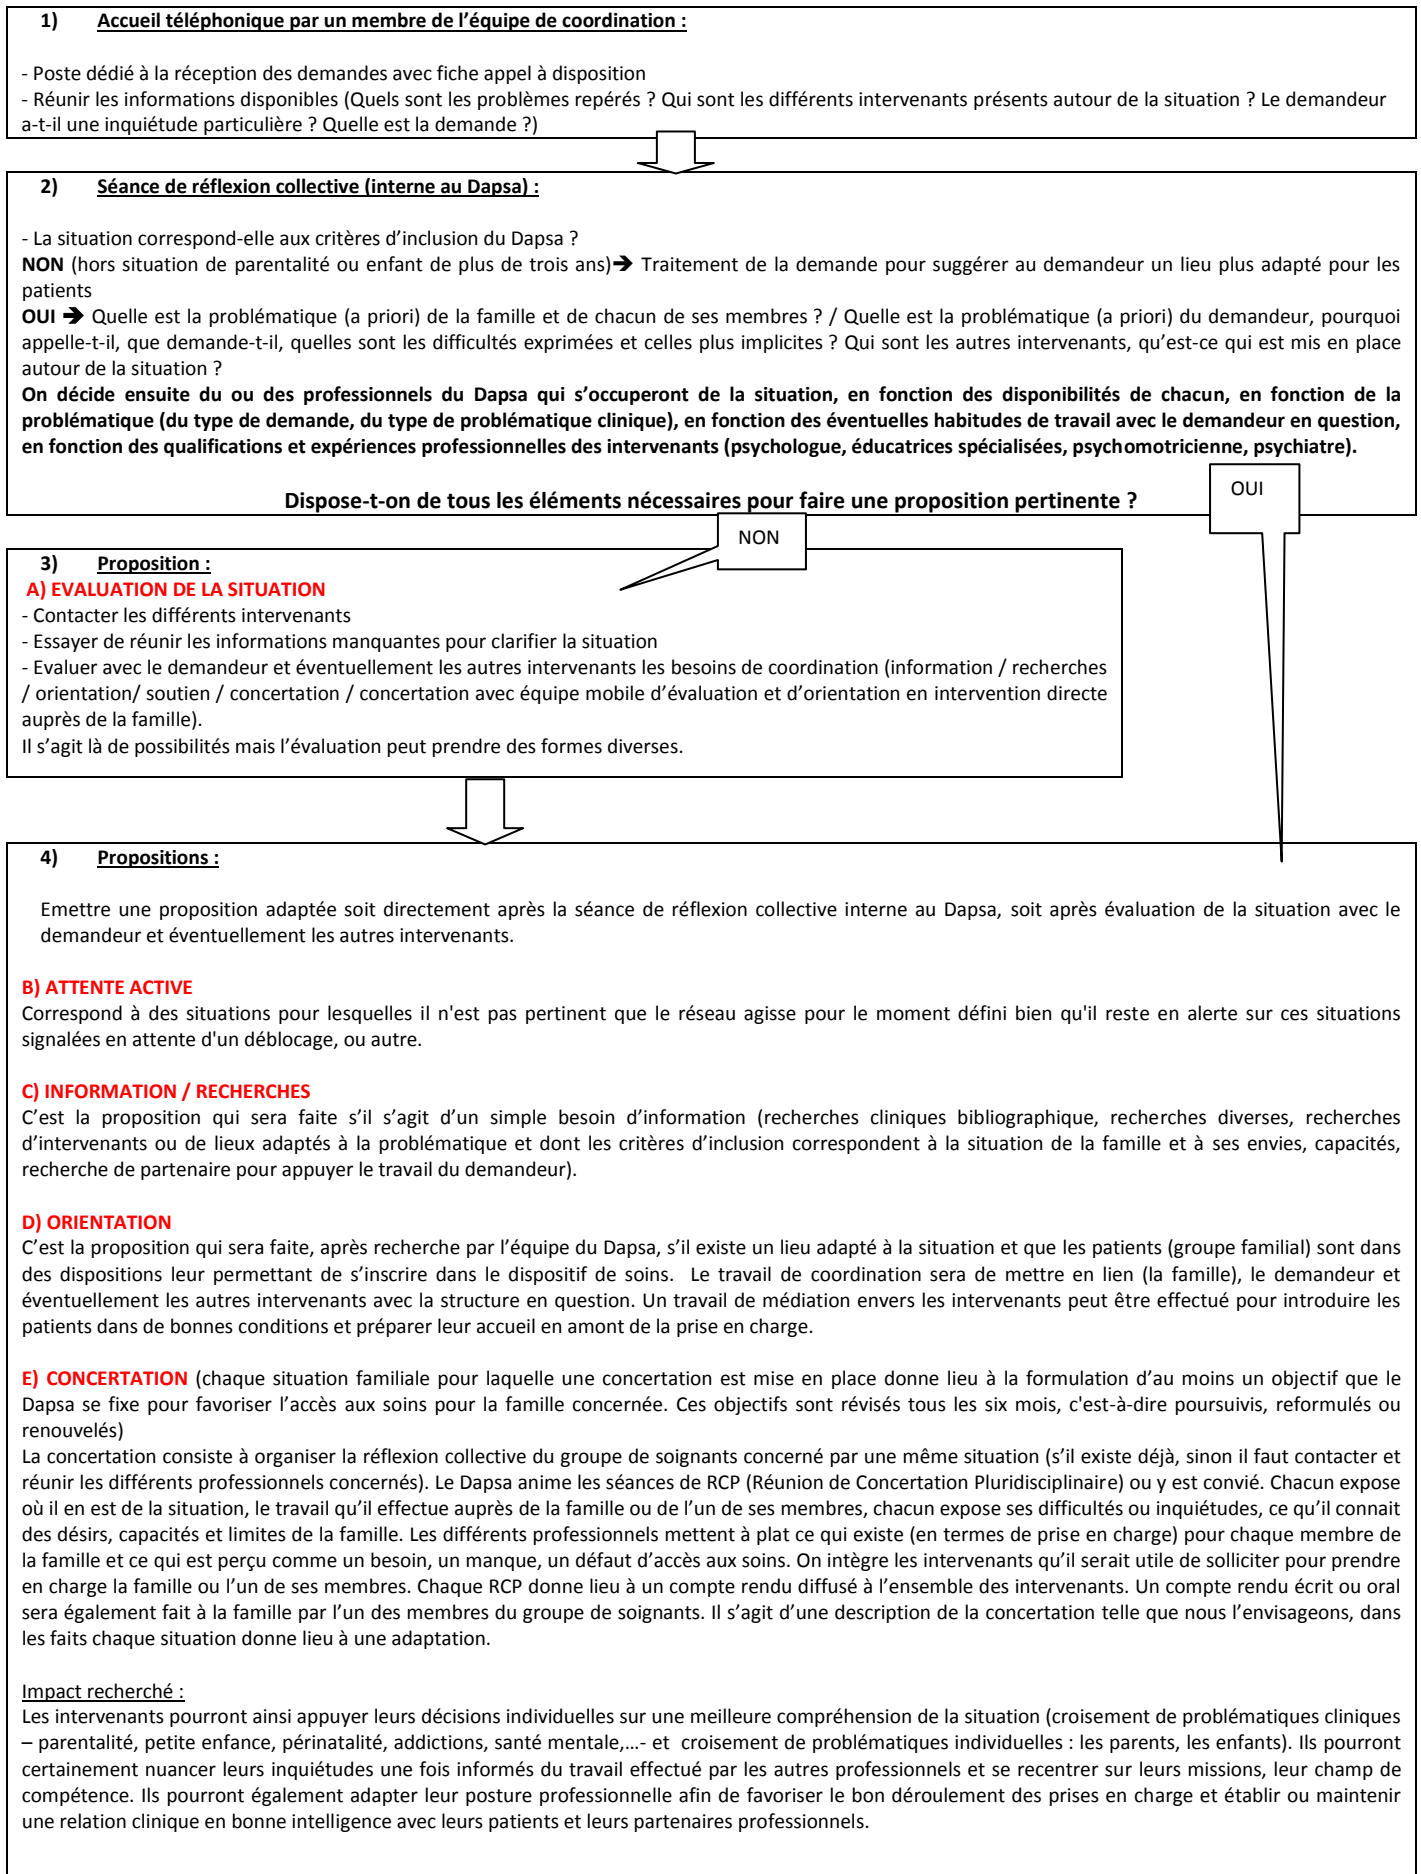 1) Accueil téléphonique par un membre de l’équipe de coordination :
- Poste dédié à la réception des demandes avec fiche appel à disposition
- Réunir les informations disponibles (Quels sont les problèmes repérés ? Qui sont les différents intervenants présents autour de la situation ? Le demandeur
a-t-il une inquiétude particulière ? Quelle est la demande ?)
2) Séance de réflexion collective (interne au Dapsa) :
- La situation correspond-elle aux critères d’inclusion du Dapsa ?
NON (hors situation de parentalité ou enfant de plus de trois ans)➔ Traitement de la demande pour suggérer au demandeur un lieu plus adapté pour les
patients
OUI ➔ Quelle est la problématique (a priori) de la famille et de chacun de ses membres ? / Quelle est la problématique (a priori) du demandeur, pourquoi
appelle-t-il, que demande-t-il, quelles sont les difficultés exprimées et celles plus implicites ? Qui sont les autres intervenants, qu’est-ce qui est mis en place
autour de la situation ?
On décide ensuite du ou des professionnels du Dapsa qui s’occuperont de la situation, en fonction des disponibilités de chacun, en fonction de la
problématique (du type de demande, du type de problématique clinique), en fonction des éventuelles habitudes de travail avec le demandeur en question,
en fonction des qualifications et expériences professionnelles des intervenants (psychologue, éducatrices spécialisées, psychomotricienne, psychiatre).
OUI
Dispose-t-on de tous les éléments nécessaires pour faire une proposition pertinente ?
NON
3) Proposition :
A) EVALUATION DE LA SITUATION
- Contacter les différents intervenants
- Essayer de réunir les informations manquantes pour clarifier la situation
- Evaluer avec le demandeur et éventuellement les autres intervenants les besoins de coordination (information / recherches
/ orientation/ soutien / concertation / concertation avec équipe mobile d’évaluation et d’orientation en intervention directe
auprès de la famille).
Il s’agit là de possibilités mais l’évaluation peut prendre des formes diverses.
4) Propositions :
Emettre une proposition adaptée soit directement après la séance de réflexion collective interne au Dapsa, soit après évaluation de la situation avec le
demandeur et éventuellement les autres intervenants.
B) ATTENTE ACTIVE
Correspond à des situations pour lesquelles il n'est pas pertinent que le réseau agisse pour le moment défini bien qu'il reste en alerte sur ces situations
signalées en attente d'un déblocage, ou autre.
C) INFORMATION / RECHERCHES
C’est la proposition qui sera faite s’il s’agit d’un simple besoin d’information (recherches cliniques bibliographique, recherches diverses, recherches
d’intervenants ou de lieux adaptés à la problématique et dont les critères d’inclusion correspondent à la situation de la famille et à ses envies, capacités,
recherche de partenaire pour appuyer le travail du demandeur).
D) ORIENTATION
C’est la proposition qui sera faite, après recherche par l’équipe du Dapsa, s’il existe un lieu adapté à la situation et que les patients (groupe familial) sont dans
des dispositions leur permettant de s’inscrire dans le dispositif de soins. Le travail de coordination sera de mettre en lien (la famille), le demandeur et
éventuellement les autres intervenants avec la structure en question. Un travail de médiation envers les intervenants peut être effectué pour introduire les
patients dans de bonnes conditions et préparer leur accueil en amont de la prise en charge.
E) CONCERTATION (chaque situation familiale pour laquelle une concertation est mise en place donne lieu à la formulation d’au moins un objectif que le
Dapsa se fixe pour favoriser l’accès aux soins pour la famille concernée. Ces objectifs sont révisés tous les six mois, c'est-à-dire poursuivis, reformulés ou
renouvelés)
La concertation consiste à organiser la réflexion collective du groupe de soignants concerné par une même situation (s’il existe déjà, sinon il faut contacter et
réunir les différents professionnels concernés). Le Dapsa anime les séances de RCP (Réunion de Concertation Pluridisciplinaire) ou y est convié. Chacun expose
où il en est de la situation, le travail qu’il effectue auprès de la famille ou de l’un de ses membres, chacun expose ses difficultés ou inquiétudes, ce qu’il connait
des désirs, capacités et limites de la famille. Les différents professionnels mettent à plat ce qui existe (en termes de prise en charge) pour chaque membre de
la famille et ce qui est perçu comme un besoin, un manque, un défaut d’accès aux soins. On intègre les intervenants qu’il serait utile de solliciter pour prendre
en charge la famille ou l’un de ses membres. Chaque RCP donne lieu à un compte rendu diffusé à l’ensemble des intervenants. Un compte rendu écrit ou oral
sera également fait à la famille par l’un des membres du groupe de soignants. Il s’agit d’une description de la concertation telle que nous l’envisageons, dans
les faits chaque situation donne lieu à une adaptation.
Impact recherché :
Les intervenants pourront ainsi appuyer leurs décisions individuelles sur une meilleure compréhension de la situation (croisement de problématiques cliniques
– parentalité, petite enfance, périnatalité, addictions, santé mentale,…- et croisement de problématiques individuelles : les parents, les enfants). Ils pourront
certainement nuancer leurs inquiétudes une fois informés du travail effectué par les autres professionnels et se recentrer sur leurs missions, leur champ de
compétence. Ils pourront également adapter leur posture professionnelle afin de favoriser le bon déroulement des prises en charge et établir ou maintenir
une relation clinique en bonne intelligence avec leurs patients et leurs partenaires professionnels.